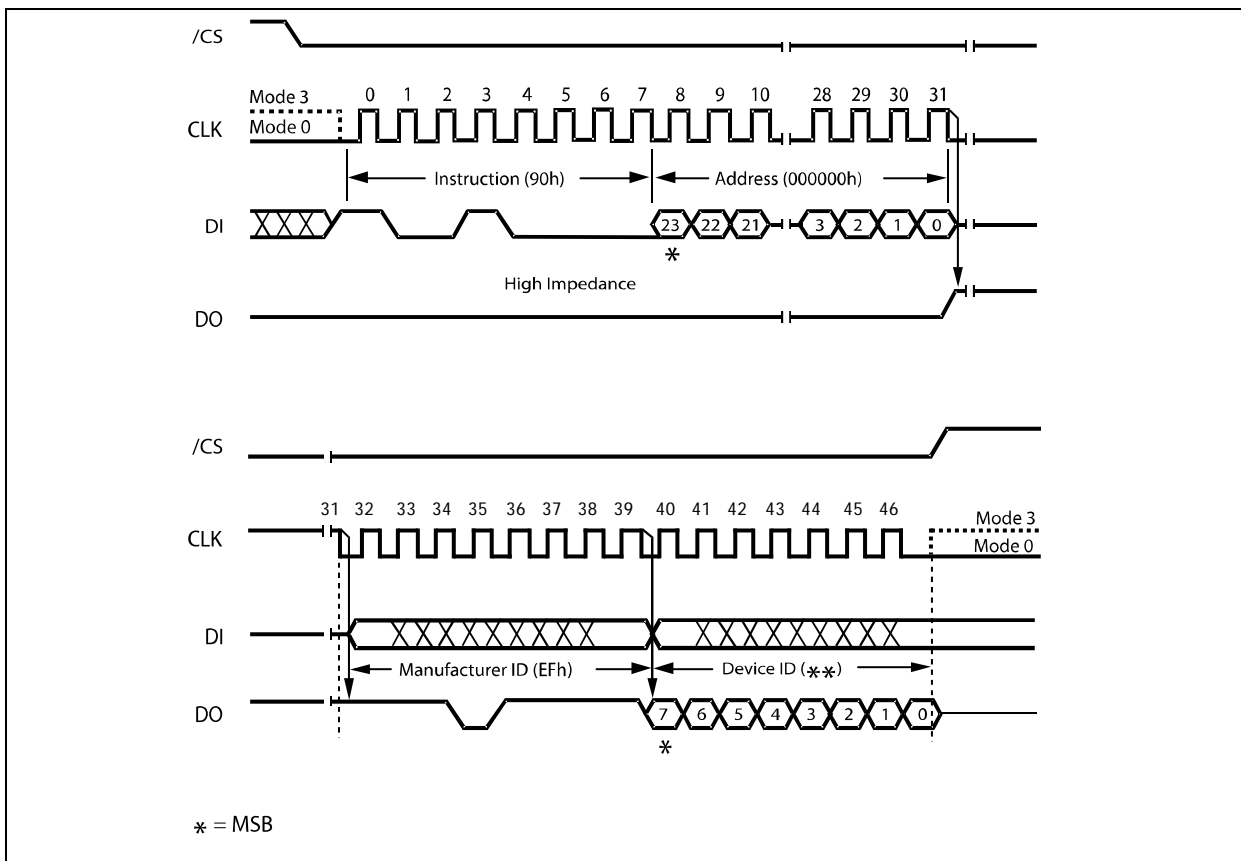 /CS
Mode 3
0 1 2 3 4 5 6 7 8 9 10 28 29 30 31
CLK
Mode 0
Instruction (90h)
Address (000000h)
DI
23 22 21 3 2 1 0
*
High Impedance
DO
/CS
31 32 33 34 35 36 37 38 39 40 41 42 43 44 45 46
CLK
Mode 3
Mode 0
DI
Manufacturer ID (EFh)
Device ID (**)
DO
7 6 5 4 3 2 1 0
*
* = MSB